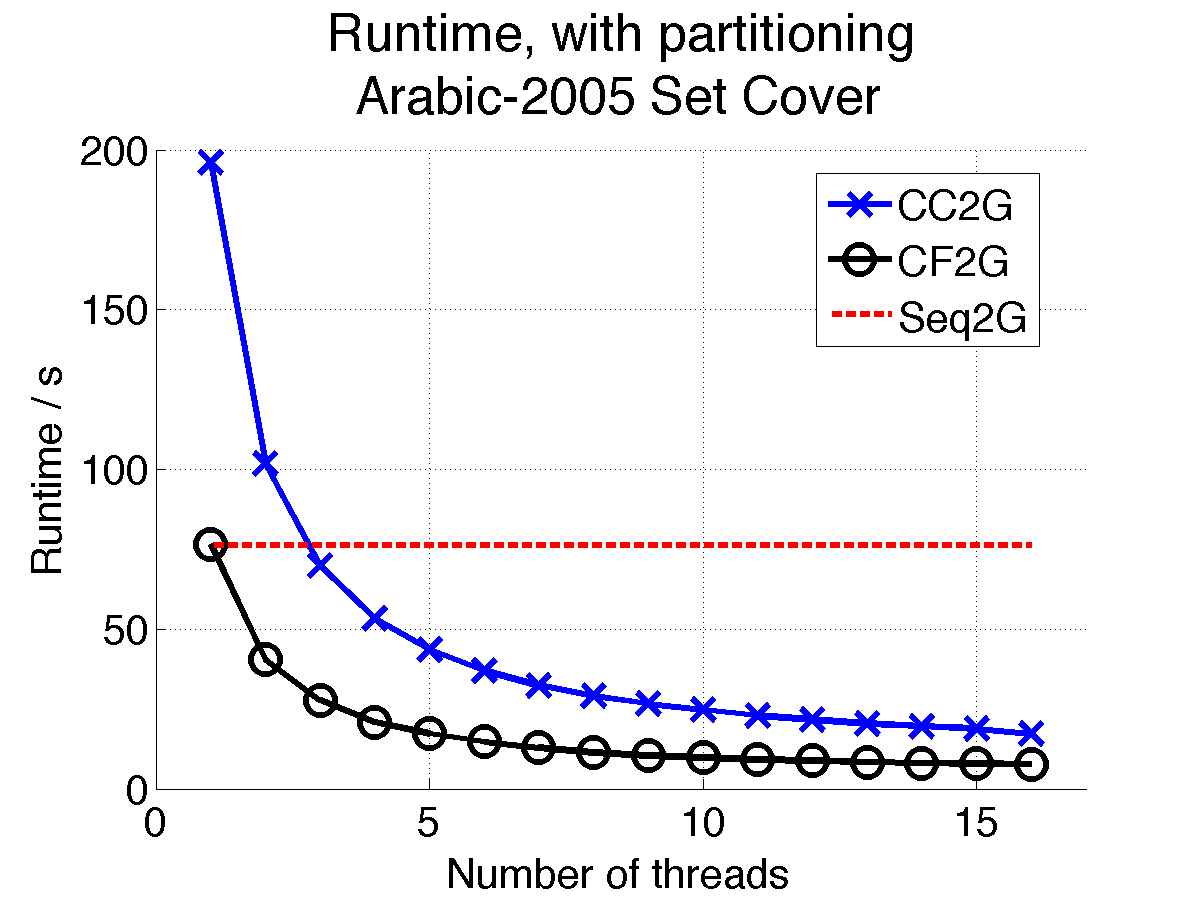 Runtime, with partitioning
Arabic-2005 Set Cover
200
150
100
50
0
Runtime / s
CC2G
CF2G
Seq2G
0 5 10 15
Number of threads